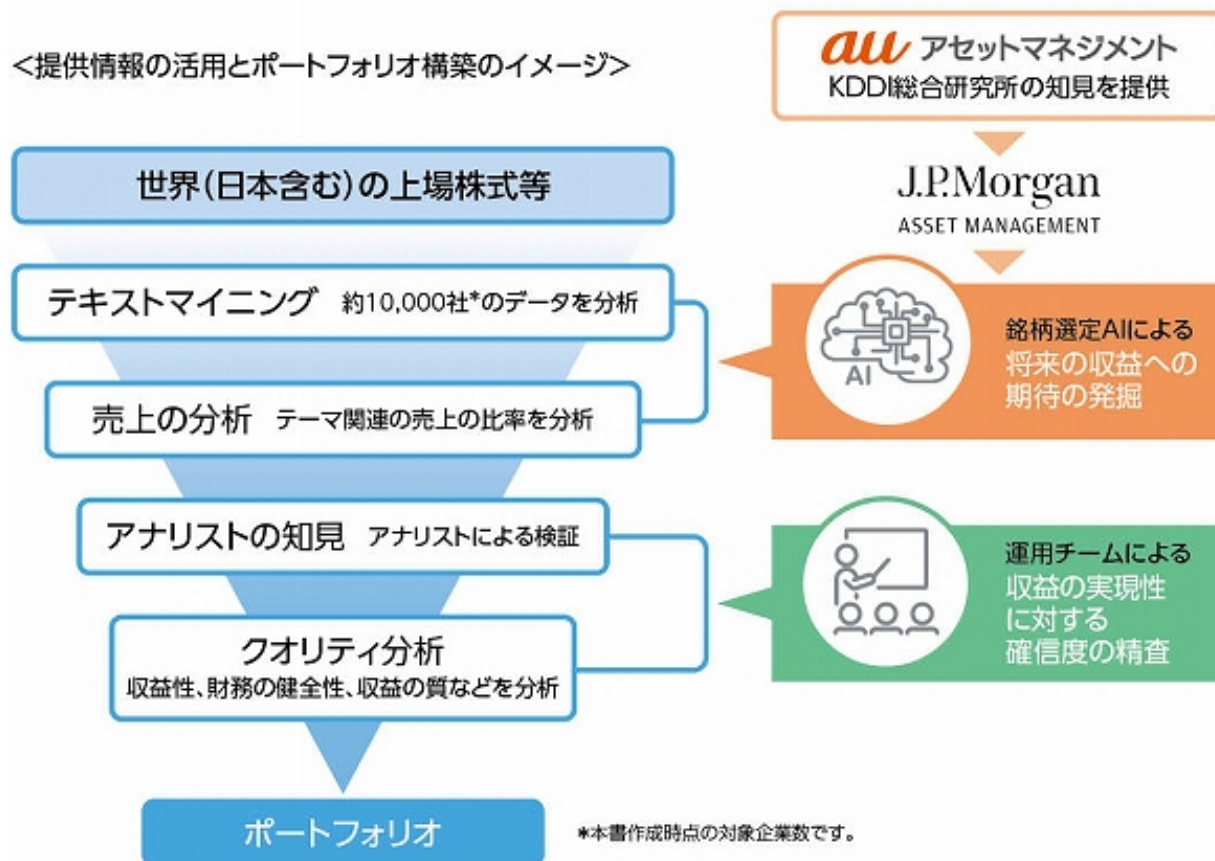 <提供情報の活用とポートフォリオ構築のイメージ>
au アセットマネジメント
KDDI総合研究所の知見を提供
J.P.Morgan
ASSET MANAGEMENT
世界(日本含む)の上場株式等
テキストマイニング 約10,000社*のデータを分析
売上の分析 テーマ関連の売上の比率を分析
AI
銘柄選定AIによる
将来の収益への
期待の発掘
アナリストの知見 アナリストによる検証
クオリティ分析
収益性、財務の健全性、収益の質などを分析
運用チームによる
収益の実現性
に対する
確信度の精査
ポートフォリオ
*本書作成時点の対象企業数です。